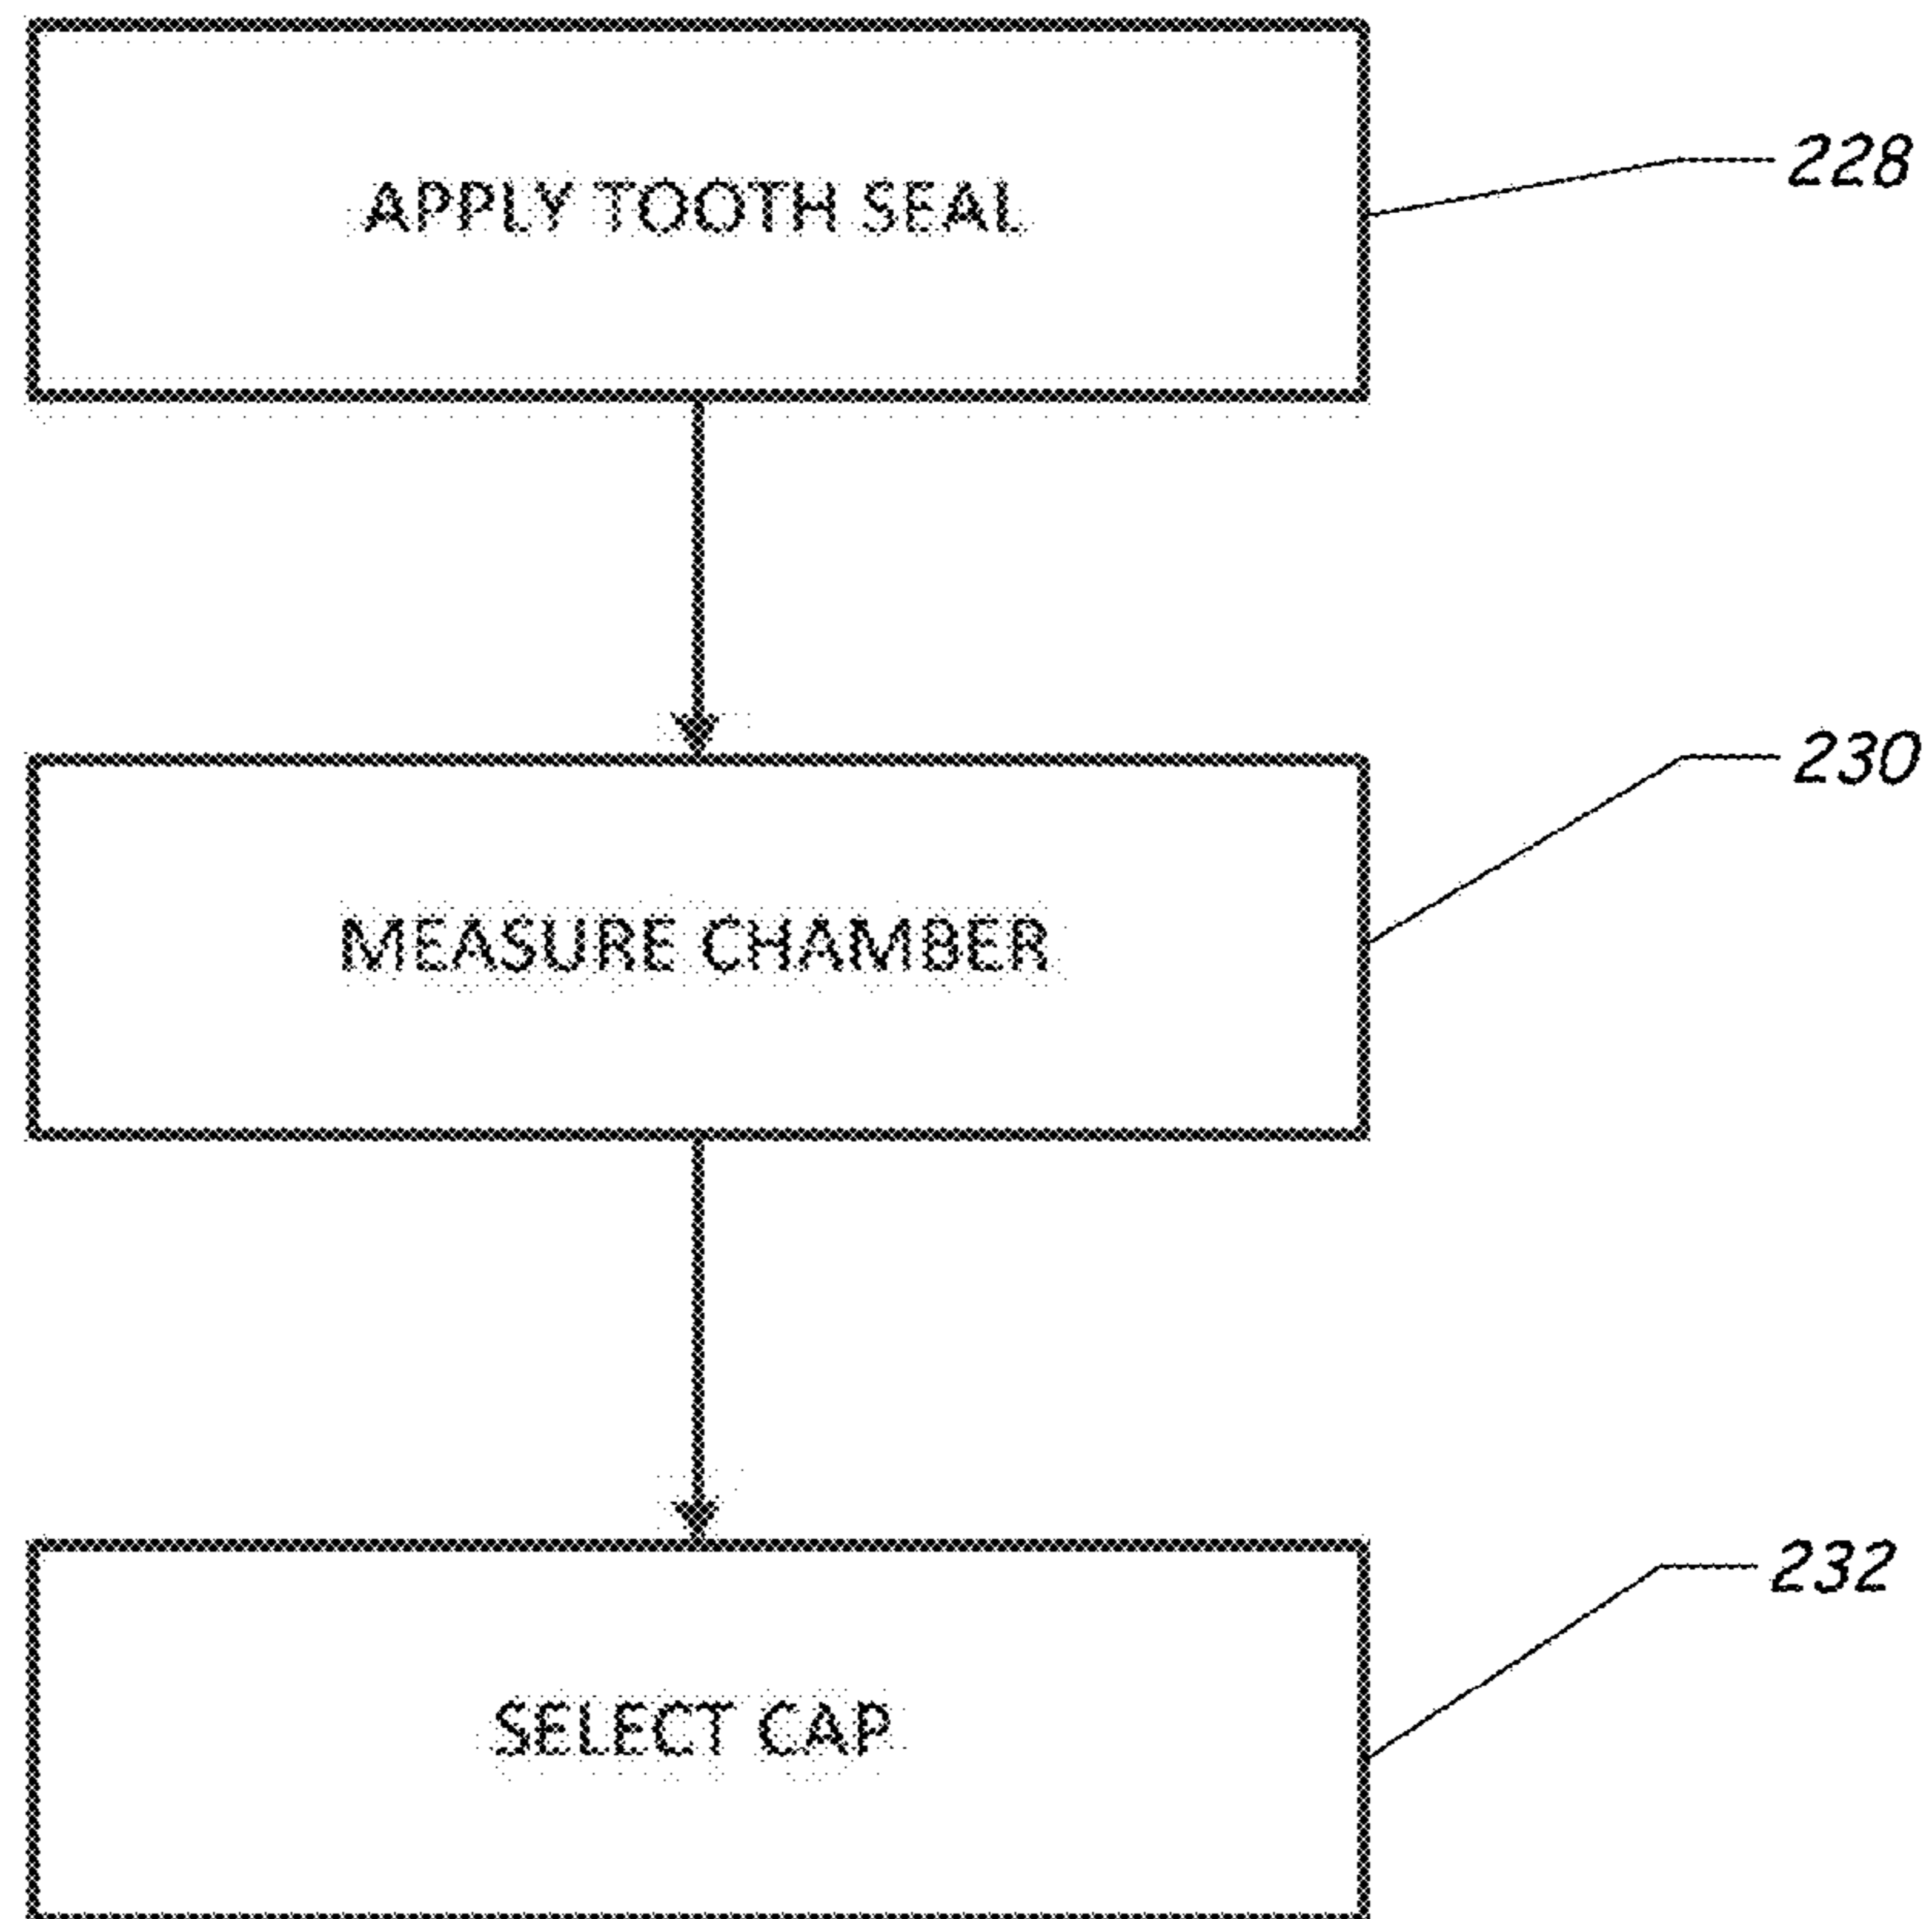 APPLY TOOTH SEAL
228
MEASURE CHAMBER
230
SELECT CAP
232